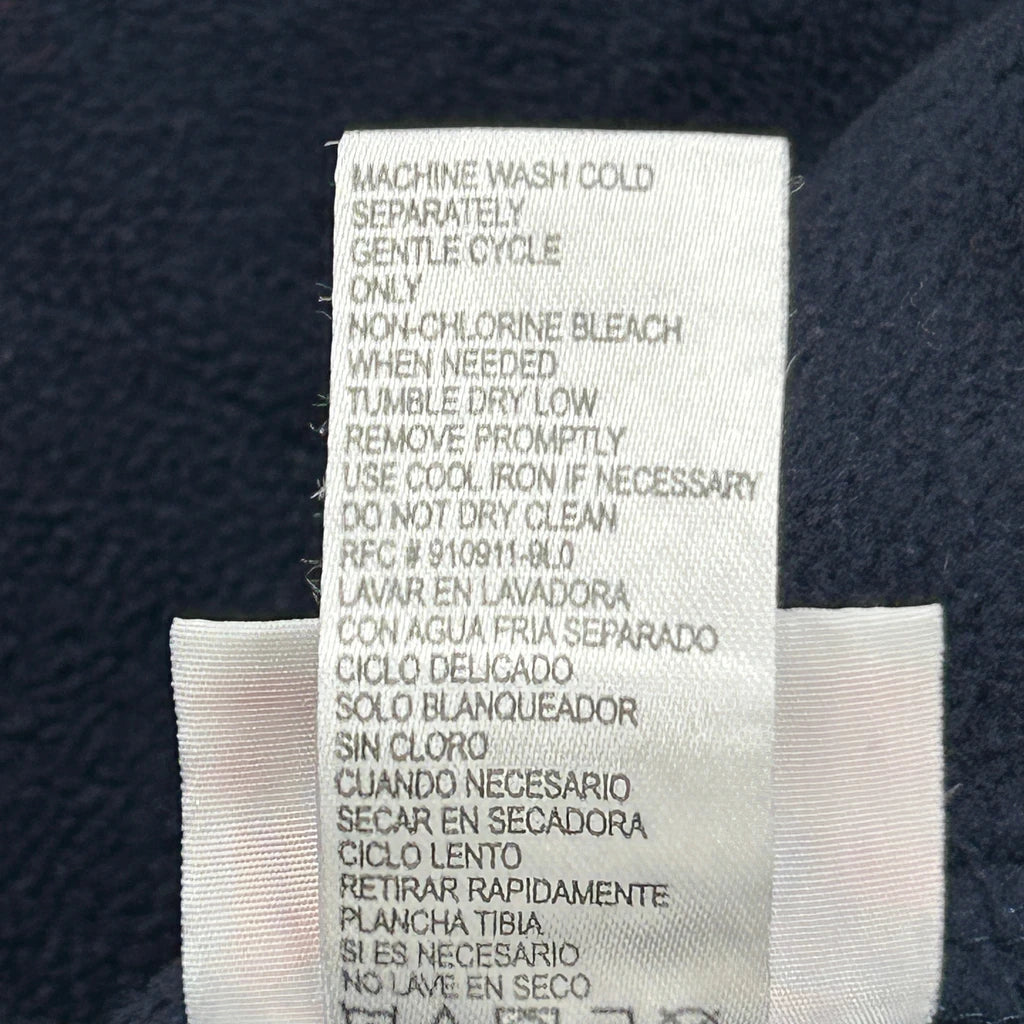 MACHINE WASH COLD
SEPARATELY
GENTLE CYCLE
ONLY
NON-CHLORINE BLEACH
WHEN NEEDED
TUMBLE DRY LOW
REMOVE PROMPTLY
USE COOL IRON IF NECESSARY
DO NOT DRY CLEAN
RFC # 910911-9L0
LAVAR EN LAVADORA
CON AGUA FRIA SEPARADO
CICLO DELICADO
SOLO BLANQUEADOR
SIN CLORO
CUANDO NECESARIO
SECAR EN SECADORA
CICLO LENTO
RETIRAR RAPIDAMENTE
PLANCHA TIBIA
SI ES NECESARIO
NO LAVE EN SECO